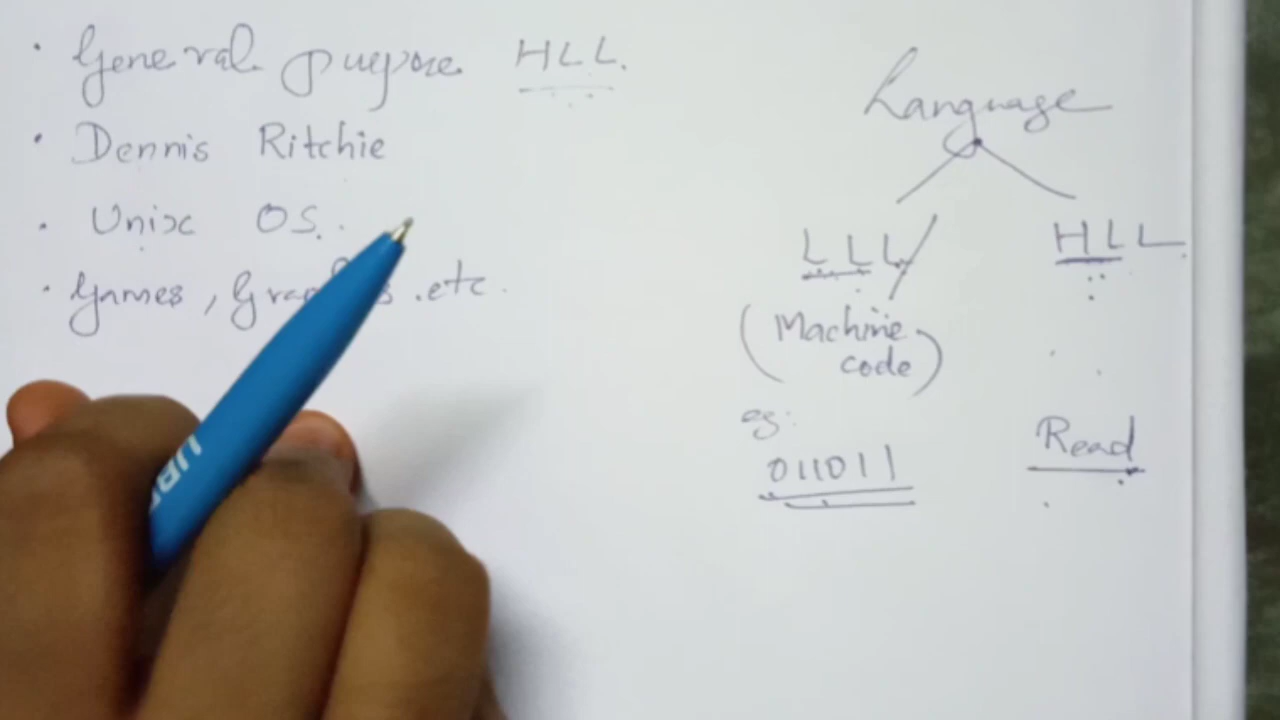 • General purpose HLL.
• Dennis Ritchie
• Unix OS.
• Games, Graphics .etc.
Language
LLL
HLL
(Machine
code)
eg:
011011
Read